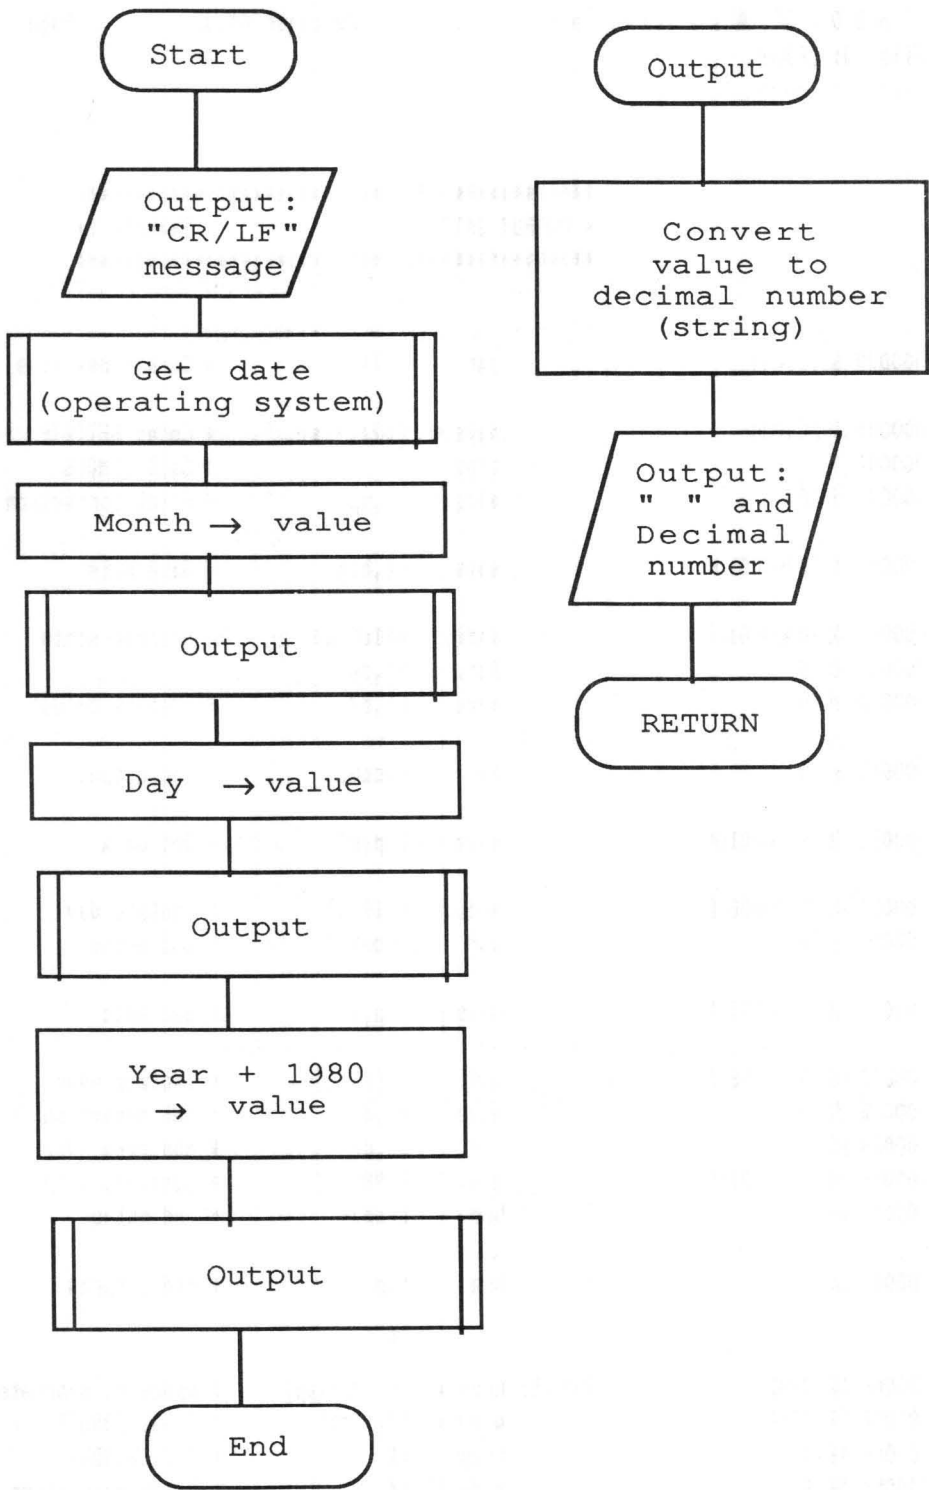 Start
Output:
"CR/LF"
message
Get date
(operating system)
Month → value
Output
Day → value
Output
Year + 1980
→ value
Output
End
Output
Convert
value to
decimal number
(string)
Output:
" " and
Decimal
number
RETURN